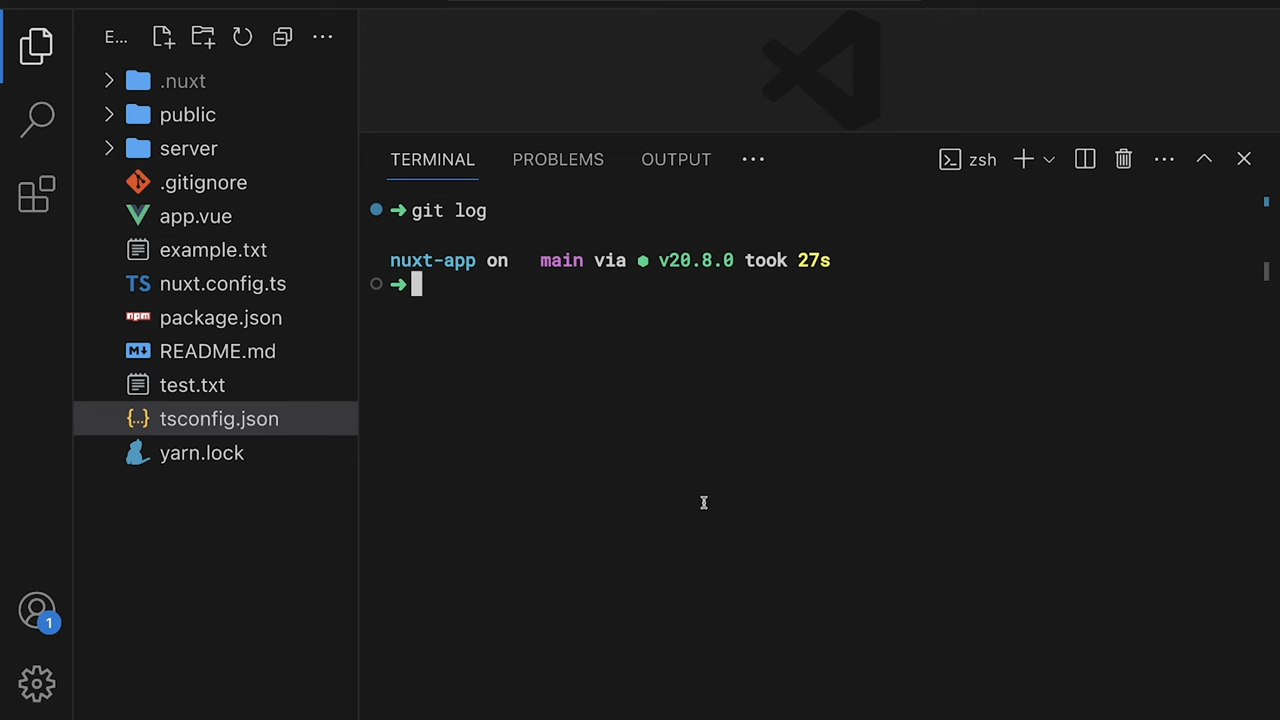 E...
.nuxt
public
server
.gitignore
app.vue
example.txt
TS nuxt.config.ts
npm package.json
M↓ README.md
test.txt
{..} tsconfig.json
yarn.lock
1
TERMINAL PROBLEMS OUTPUT ...
zsh
git log
nuxt-app on main via v20.8.0 took 27s